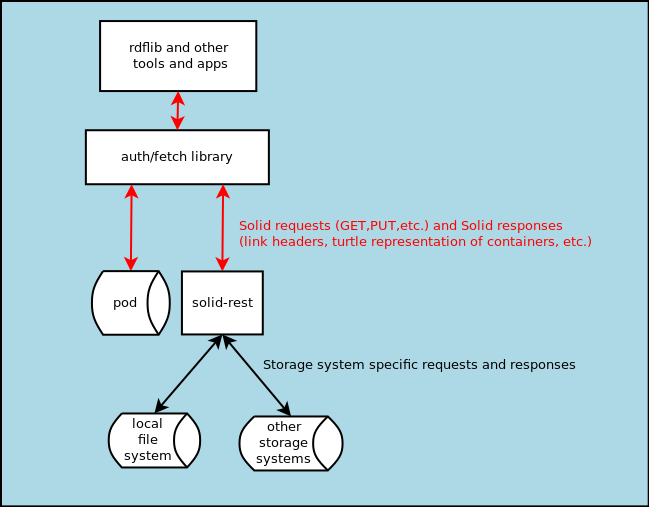 rdflib and other
tools and apps
auth/fetch library
Solid requests (GET,PUT,etc.) and Solid responses
(link headers, turtle representation of containers, etc.)
pod
solid-rest
Storage system specific requests and responses
local
file
system
other
storage
systems